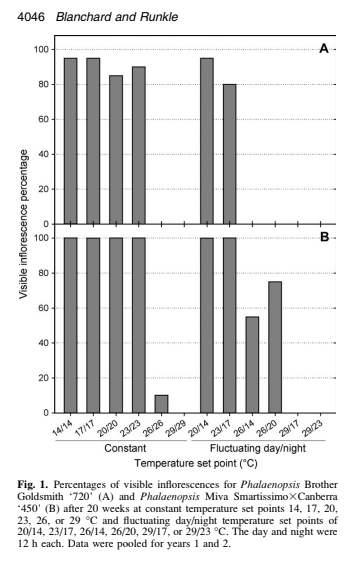 4046 Blanchard and Runkle
A
100
80
60
40
20
0
B
100
80
60
40
20
0
Visible inflorescence percentage
14/14 17/17 20/20 23/23 26/26 29/29 20/14 23/17 26/14 26/20 29/17 29/23
Constant Fluctuating day/night
Temperature set point (°C)
Fig. 1. Percentages of visible inflorescences for Phalaenopsis Brother
Goldsmith ‘720’ (A) and Phalaenopsis Miva Smartissimo×Canberra
‘450’ (B) after 20 weeks at constant temperature set points 14, 17, 20,
23, 26, or 29 °C and fluctuating day/night temperature set points of
20/14, 23/17, 26/14, 26/20, 29/17, or 29/23 °C. The day and night were
12 h each. Data were pooled for years 1 and 2.